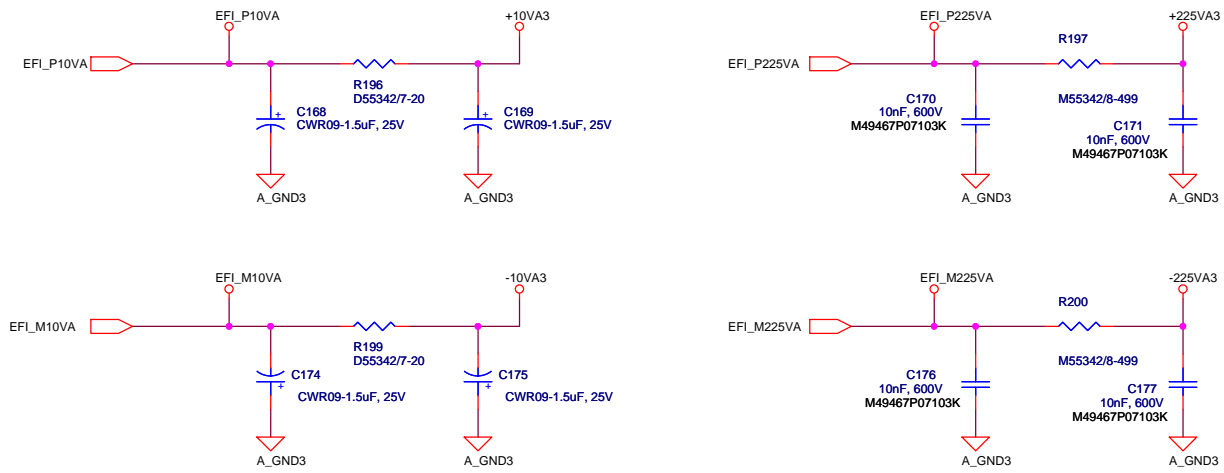 EFI_P10VA
+10VA3
EFI_P10VA
R196
D55342/7-20
C168
CWR09-1.5uF, 25V
C169
CWR09-1.5uF, 25V
A_GND3
A_GND3
EFI_P225VA
+225VA3
R197
EFI_P225VA
M55342/8-499
C170
10nF, 600V
M49467P07103K
C171
10nF, 600V
M49467P07103K
A_GND3
A_GND3
EFI_M10VA
-10VA3
EFI_M10VA
R199
D55342/7-20
C174
CWR09-1.5uF, 25V
C175
CWR09-1.5uF, 25V
A_GND3
A_GND3
EFI_M225VA
-225VA3
R200
EFI_M225VA
M55342/8-499
C176
10nF, 600V
M49467P07103K
C177
10nF, 600V
M49467P07103K
A_GND3
A_GND3
+
+
+
+